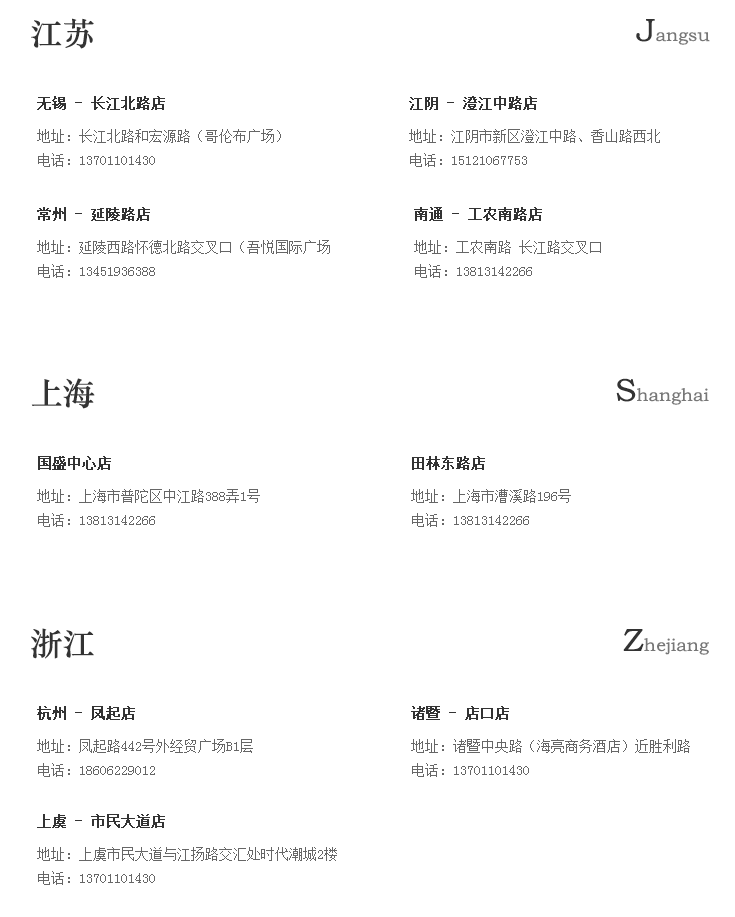 江苏
Jangsu
无锡 - 长江北路店
地址：长江北路和宏源路（哥伦布广场）
电话：13701101430
江阴 - 澄江中路店
地址：江阴市新区澄江中路、香山路西北
电话：15121067753
常州 - 延陵路店
地址：延陵西路怀德北路交叉口（吾悦国际广场
电话：13451936388
南通 - 工农南路店
地址：工农南路 长江路交叉口
电话：13813142266
上海
Shanghai
国盛中心店
地址：上海市普陀区中江路388弄1号
电话：13813142266
田林东路店
地址：上海市漕溪路196号
电话：13813142266
浙江
Zhejiang
杭州 - 凤起店
地址：凤起路442号外经贸广场B1层
电话：18606229012
诸暨 - 店口店
地址：诸暨中央路（海亮商务酒店）近胜利路
电话：13701101430
上虞 - 市民大道店
地址：上虞市民大道与江扬路交汇处时代潮城2楼
电话：13701101430